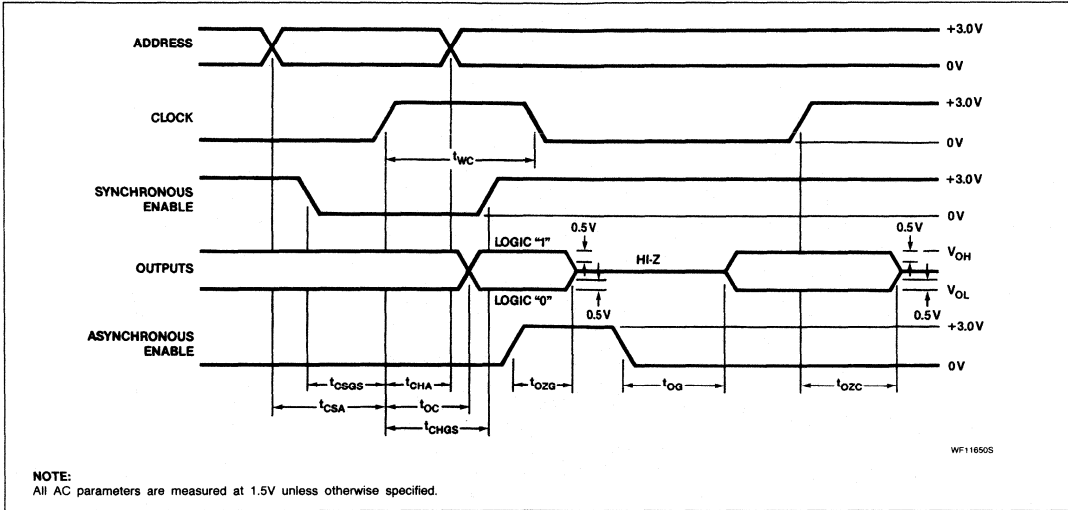 ADDRESS
+3.0V
0V
CLOCK
+3.0V
0V
tWC
SYNCHRONOUS
ENABLE
+3.0V
0V
OUTPUTS
LOGIC "1"
LOGIC "0"
0.5V
0.5V
HI-Z
0.5V
0.5V
VOH
VOL
ASYNCHRONOUS
ENABLE
+3.0V
0V
tCSGS
tCHA
tOZG
tOG
tOZC
tCSA
tOC
tCHGS
WF11650S
NOTE:
All AC parameters are measured at 1.5V unless otherwise specified.